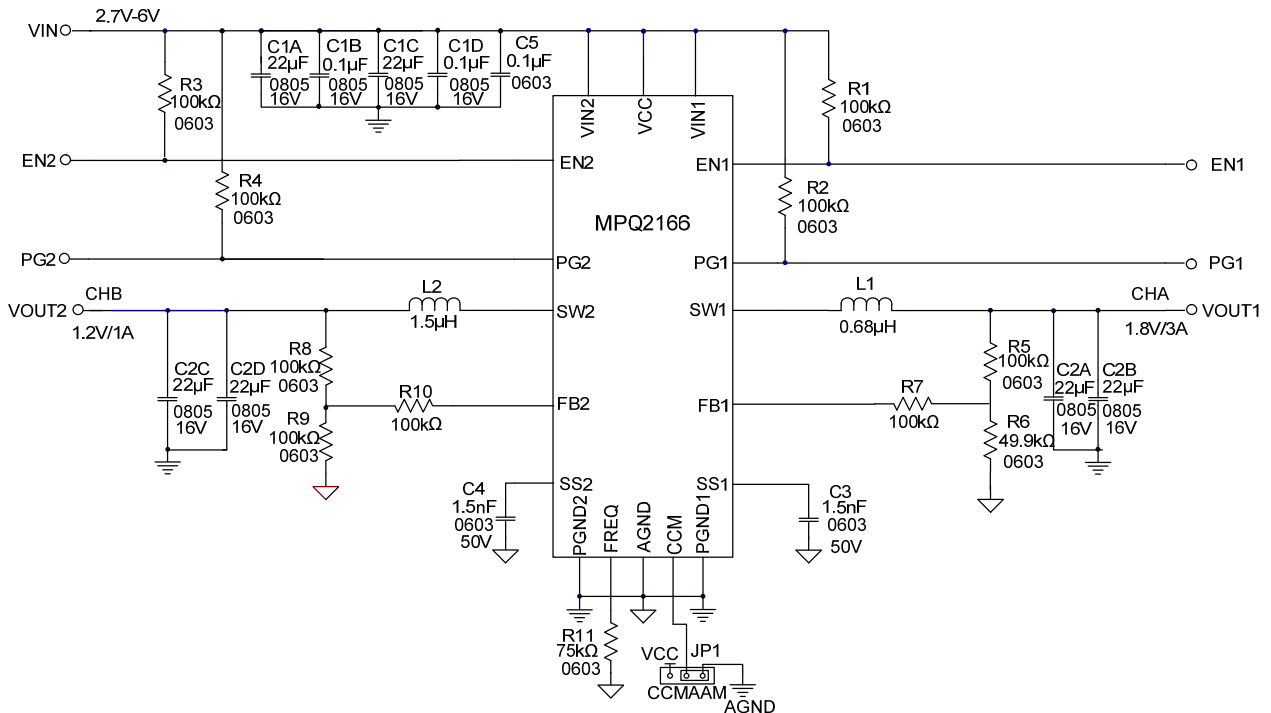 2.7V-6V
VIN
C1A
22µF
0805
16V
C1B
0.1µF
0805
16V
C1C
22µF
0805
16V
C1D
0.1µF
0805
16V
C5
0.1µF
0603
R3
100kΩ
0603
R1
100kΩ
0603
VIN2
VCC
VIN1
EN2
EN2
EN1
EN1
R4
100kΩ
0603
R2
100kΩ
0603
MPQ2166
PG2
PG2
PG1
PG1
VOUT2
CHB
1.2V/1A
L2
1.5µH
SW2
SW1
L1
0.68µH
CHA
1.8V/3A
VOUT1
C2C
22µF
0805
16V
C2D
22µF
0805
16V
R8
100kΩ
0603
R9
100kΩ
0603
R10
100kΩ
FB2
FB1
R7
100kΩ
R5
100kΩ
0603
R6
49.9kΩ
0603
C2A
22µF
0805
16V
C2B
22µF
0805
16V
C4
1.5nF
0603
50V
SS2
SS1
C3
1.5nF
0603
50V
PGND2
FREQ
AGND
CCM
PGND1
R11
75kΩ
0603
VCC
JP1
CCMAAM
AGND